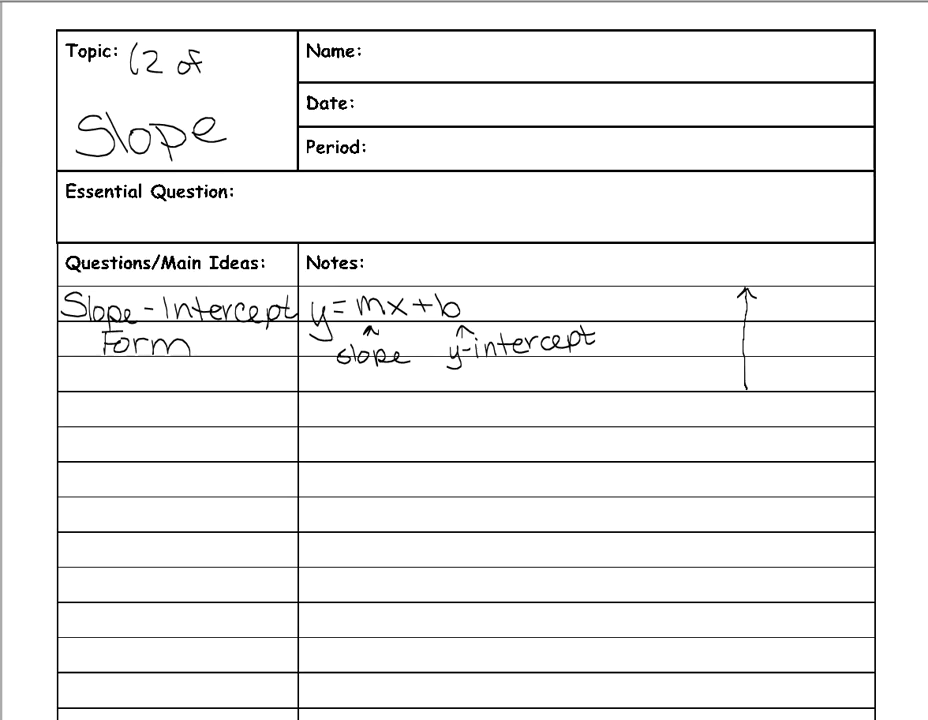 Topic: (2 of
Slope
Name:
Date:
Period:
Essential Question:
Questions/Main Ideas:
Notes:
Slope-Intercept
Form
y=mx+b
slope y-intercept